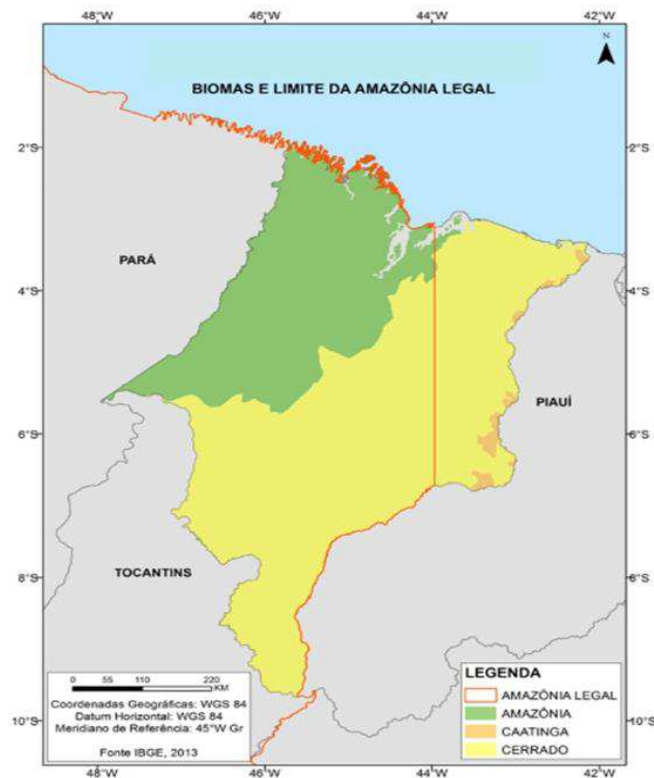 48°W 46°W 44°W 42°W
N
BIOMAS E LIMITE DA AMAZÔNIA LEGAL
2°S 2°S
PARÁ
4°S 4°S
PIAUÍ
6°S 6°S
TOCANTINS
8°S 8°S
0 55 110 220
KM
Coordenadas Geográficas: WGS 84
Datum Horizontal: WGS 84
Meridiano de Referência: 45°W Gr
Fonte IBGE, 2013
LEGENDA
AMAZÔNIA LEGAL
AMAZÔNIA
CAATINGA
CERRADO
10°S 10°S
48°W 46°W 44°W 42°W